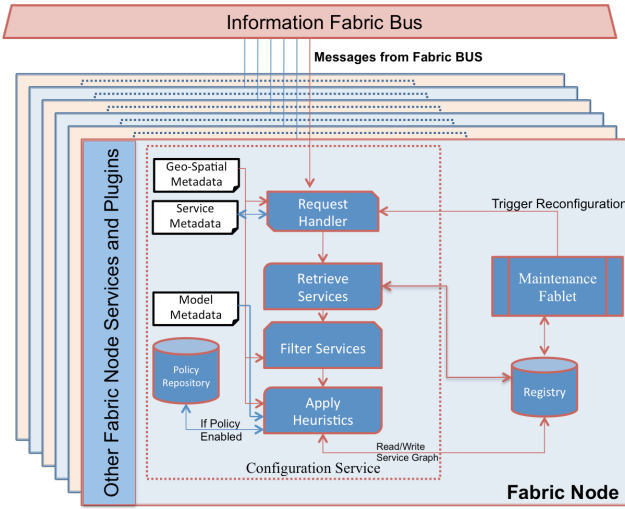 Information Fabric Bus
Messages from Fabric BUS
Other Fabric Node Services and Plugins
Geo-Spatial
Metadata
Service
Metadata
Request
Handler
Trigger Reconfiguration
Retrieve
Services
Maintenance
Fablet
Model
Metadata
Filter Services
Policy
Repository
Registry
Apply
Heuristics
If Policy
Enabled
Read/Write
Service Graph
Configuration Service
Fabric Node